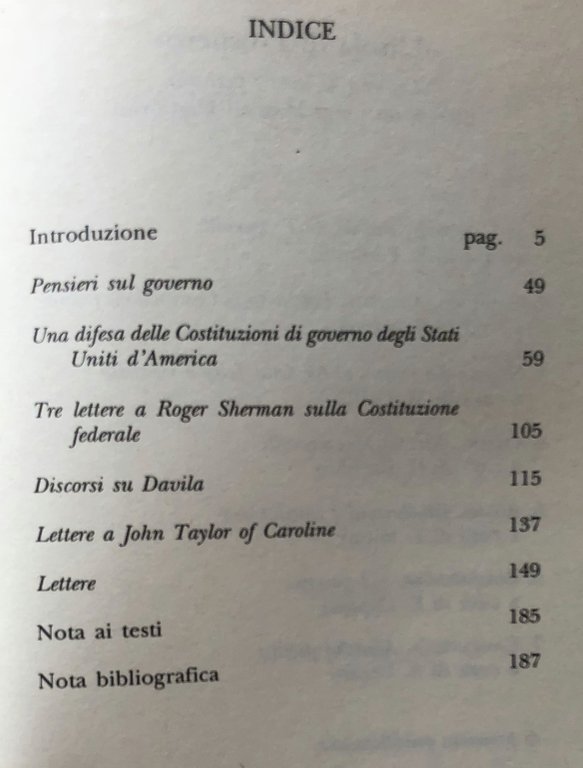 INDICE
Introduzione pag. 5
Pensieri sul governo 49
Una difesa delle Costituzioni di governo degli Stati
Uniti d'America 59
Tre lettere a Roger Sherman sulla Costituzione
federale 105
Discorsi su Davila 115
Lettere a John Taylor of Caroline 137
Lettere 149
Nota ai testi 185
Nota bibliografica 187